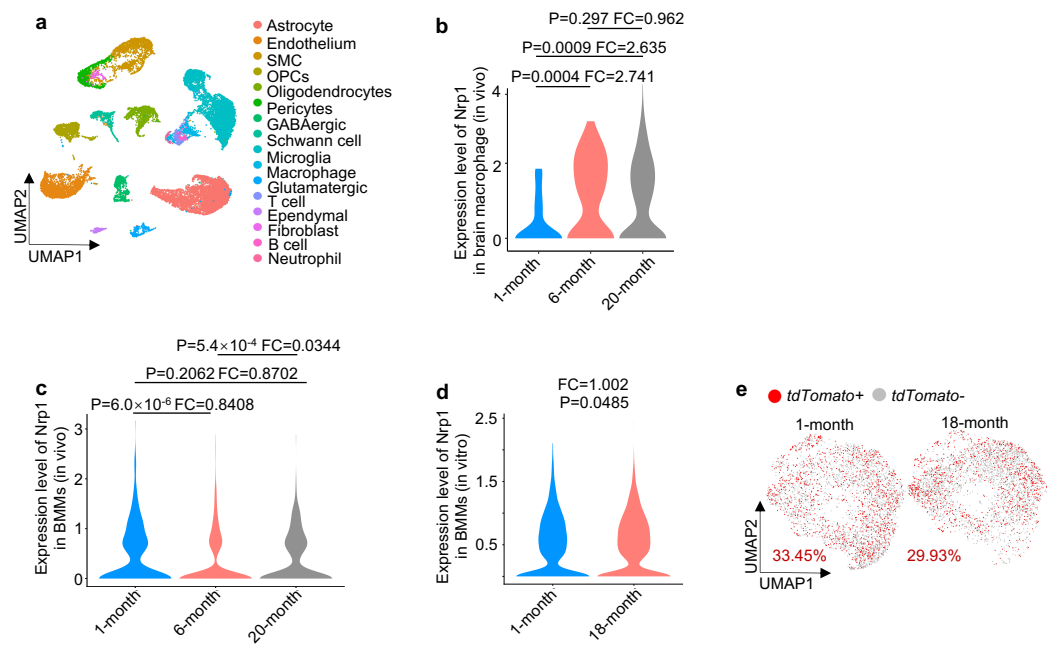 a
Astrocyte
Endothelium
SMC
OPCs
Oligodendrocytes
Pericytes
GABAergic
Schwann cell
Microglia
Macrophage
Glutamatergic
T cell
Ependymal
Fibroblast
B cell
Neutrophil
UMAP2
UMAP1
b
P=0.297 FC=0.962
P=0.0009 FC=2.635
P=0.0004 FC=2.741
Expression level of Nrp1
in brain macrophage (in vivo)
4
2
0
1-month
6-month
20-month
c
P=5.4×10-4 FC=0.0344
P=0.2062 FC=0.8702
P=6.0×10-6 FC=0.8408
Expression level of Nrp1
in BMMs (in vivo)
3
2
1
0
1-month
6-month
20-month
d
FC=1.002
P=0.0485
Expression level of Nrp1
in BMMs (in vitro)
2.5
1.5
0.5
1-month
18-month
e
tdTomato+
tdTomato-
1-month
18-month
33.45%
29.93%
UMAP2
UMAP1